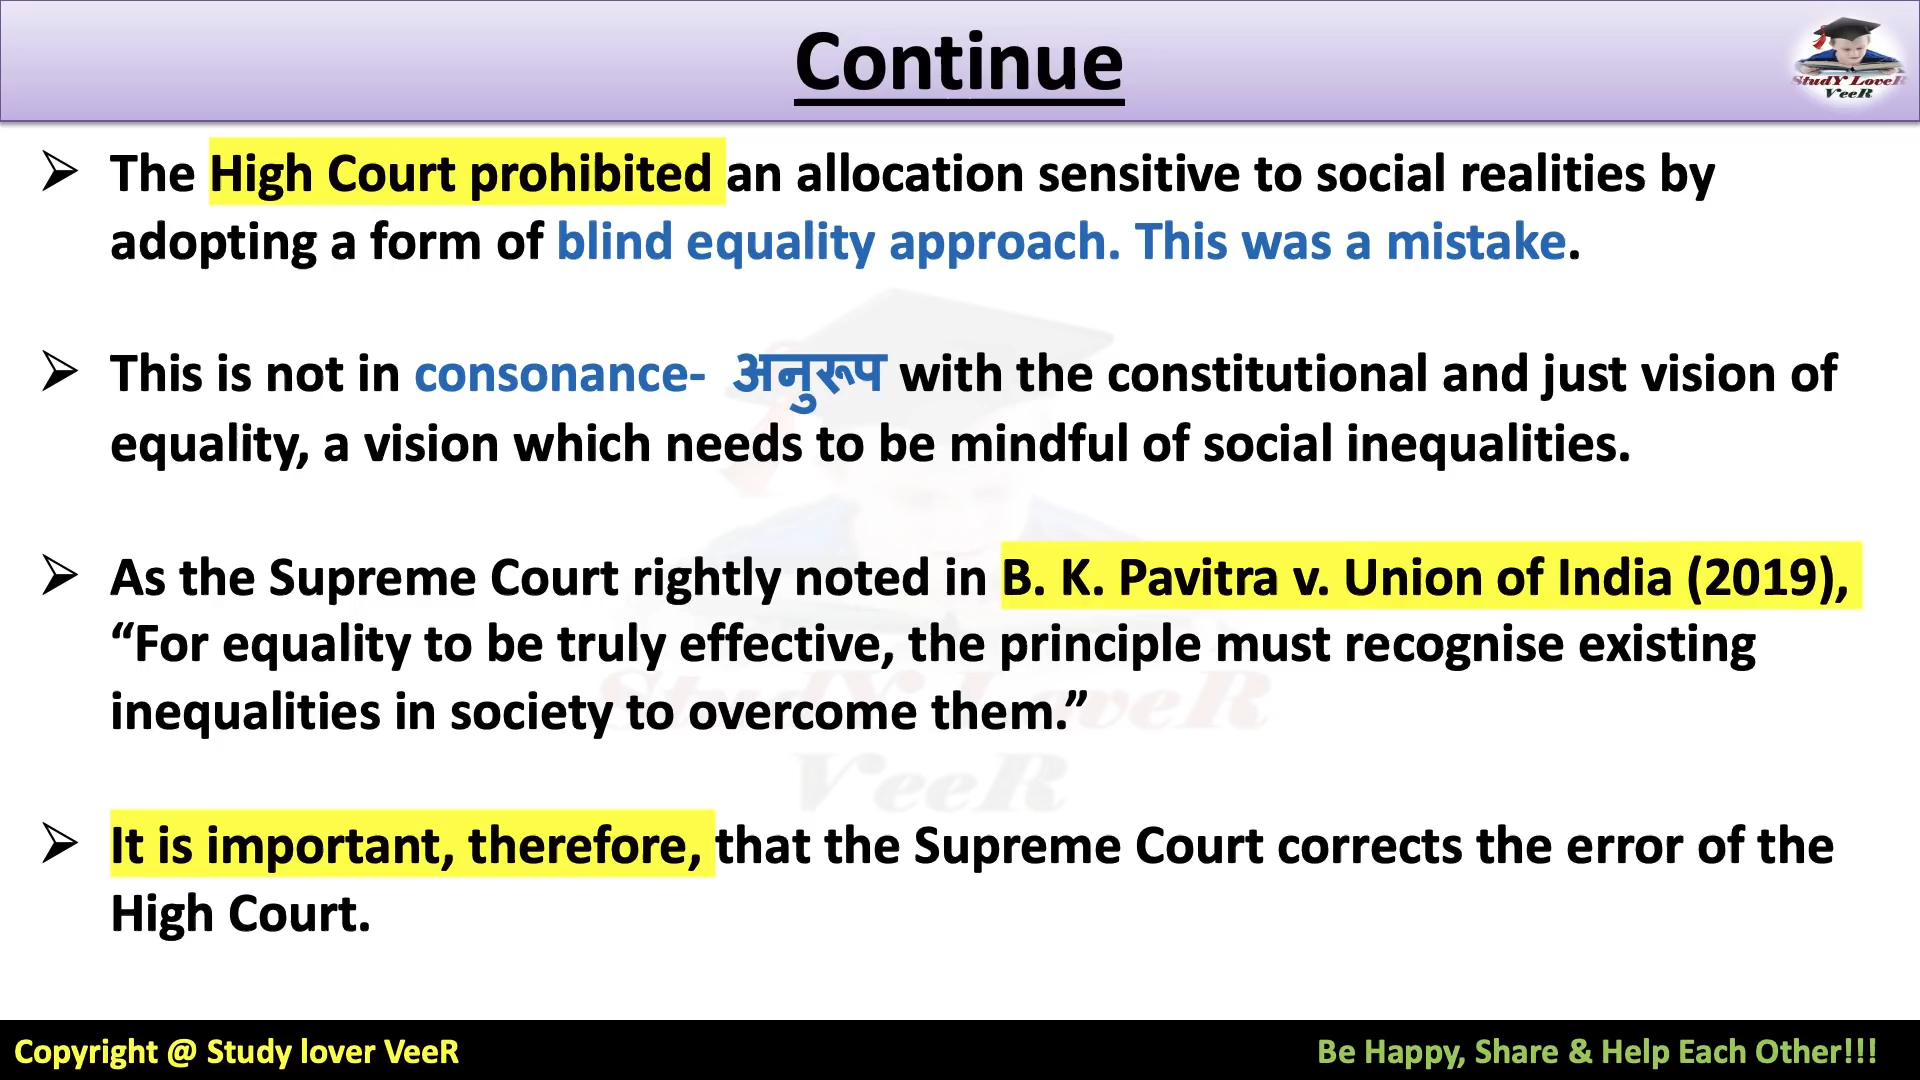 Continue
StudY LoveR
VeeR
➢ The High Court prohibited an allocation sensitive to social realities by
adopting a form of blind equality approach. This was a mistake.
➢ This is not in consonance- अनुरूप with the constitutional and just vision of
equality, a vision which needs to be mindful of social inequalities.
➢ As the Supreme Court rightly noted in B. K. Pavitra v. Union of India (2019),
“For equality to be truly effective, the principle must recognise existing
inequalities in society to overcome them.”
StudY LoveR
VeeR
➢ It is important, therefore, that the Supreme Court corrects the error of the
High Court.
Copyright @ Study lover VeeR
Be Happy, Share & Help Each Other!!!